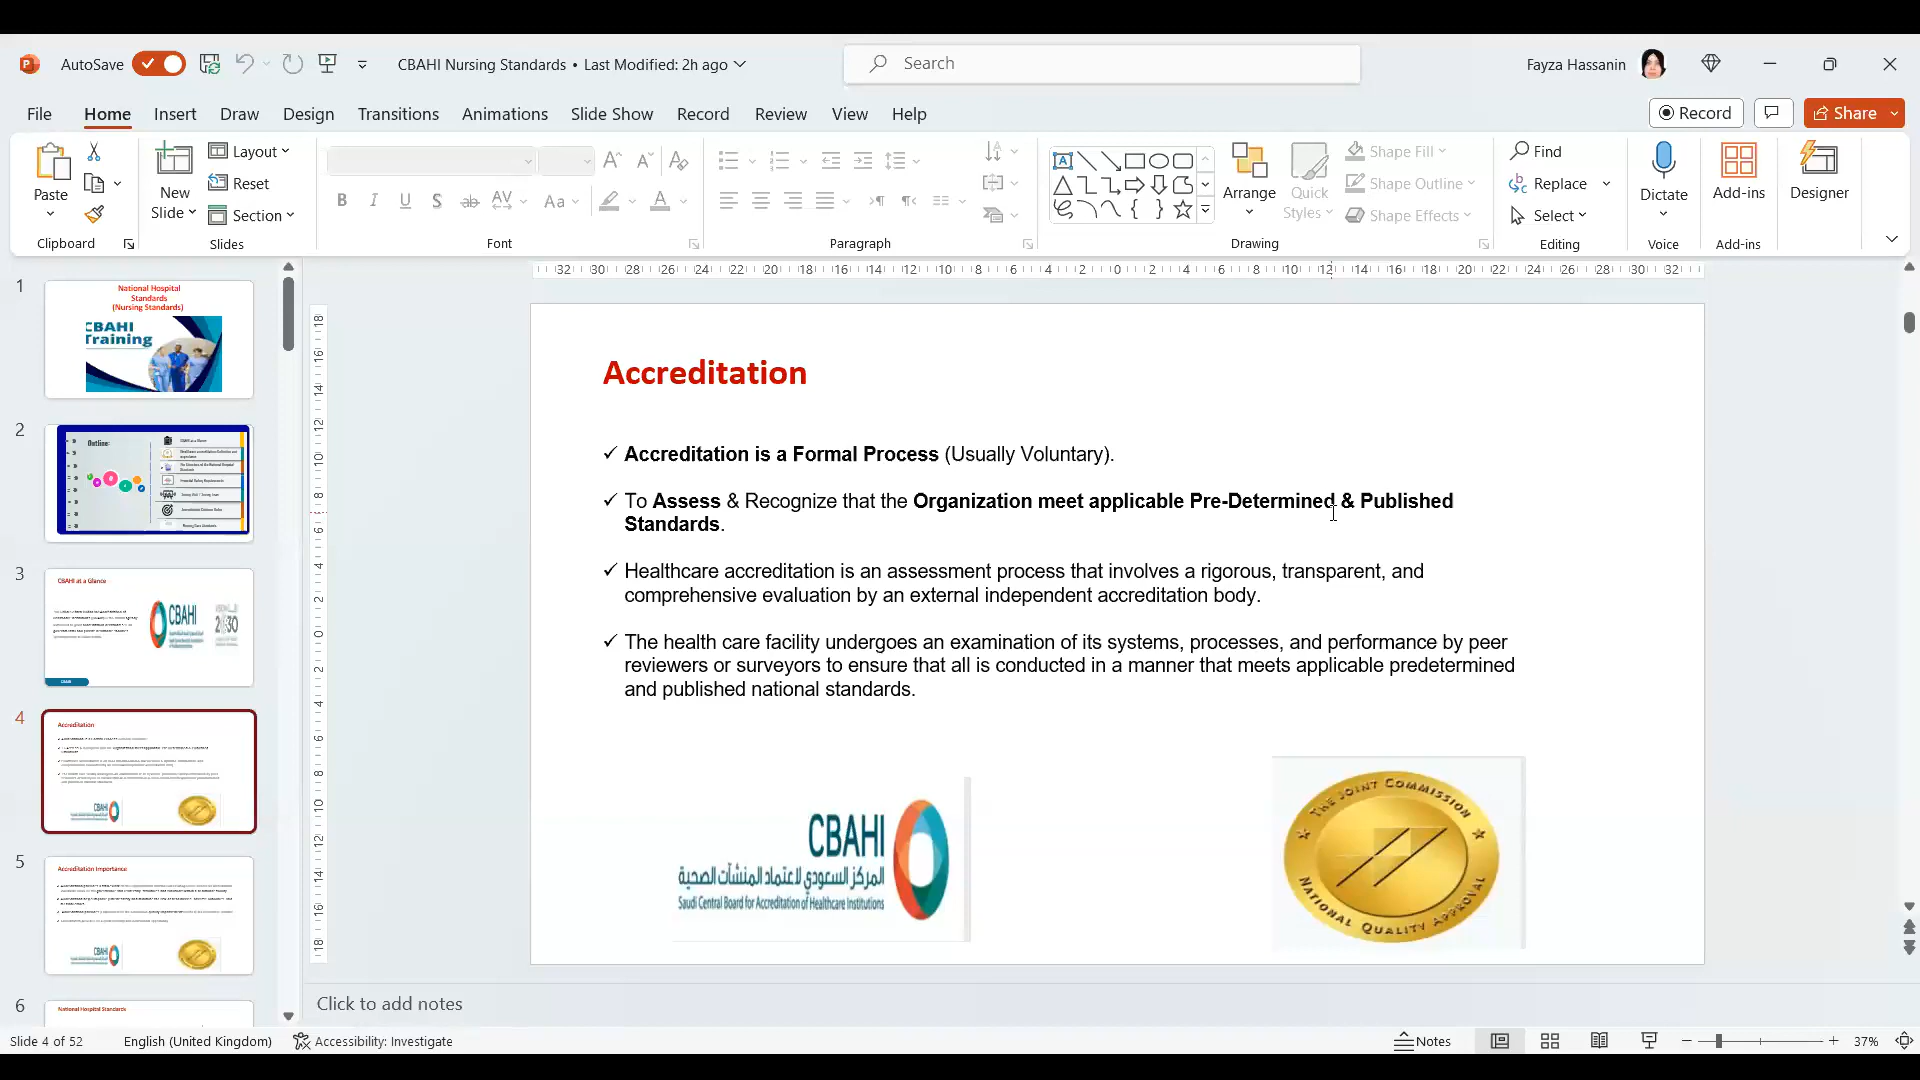 AutoSave
CBAHI Nursing Standards • Last Modified: 2h ago
Search
Fayza Hassanin
File Home Insert Draw Design Transitions Animations Slide Show Record Review View Help
Record
Share
Paste
Clipboard
New
Slide
Layout
Reset
Section
Slides
Font
Paragraph
Arrange
Quick
Styles
Shape Fill
Shape Outline
Shape Effects
Drawing
Find
Replace
Select
Editing
Dictate
Voice
Add-ins
Add-ins
Designer
1
National Hospital
Standards
(Nursing Standards)
CBAHI
Training
2
Outline:
3
CBAHI at a Glance
CBAHI
4
Accreditation
5
Accreditation Importance
6
National Hospital Standards
Accreditation
✓ Accreditation is a Formal Process (Usually Voluntary).
✓ To Assess & Recognize that the Organization meet applicable Pre-Determined & Published
Standards.
✓ Healthcare accreditation is an assessment process that involves a rigorous, transparent, and
comprehensive evaluation by an external independent accreditation body.
✓ The health care facility undergoes an examination of its systems, processes, and performance by peer
reviewers or surveyors to ensure that all is conducted in a manner that meets applicable predetermined
and published national standards.
CBAHI
المركز السعودي لاعتماد المنشآت الصحية
Saudi Central Board for Accreditation of Healthcare Institutions
THE JOINT COMMISSION
NATIONAL QUALITY APPROVAL
Click to add notes
Slide 4 of 52
English (United Kingdom)
Accessibility: Investigate
Notes
37%